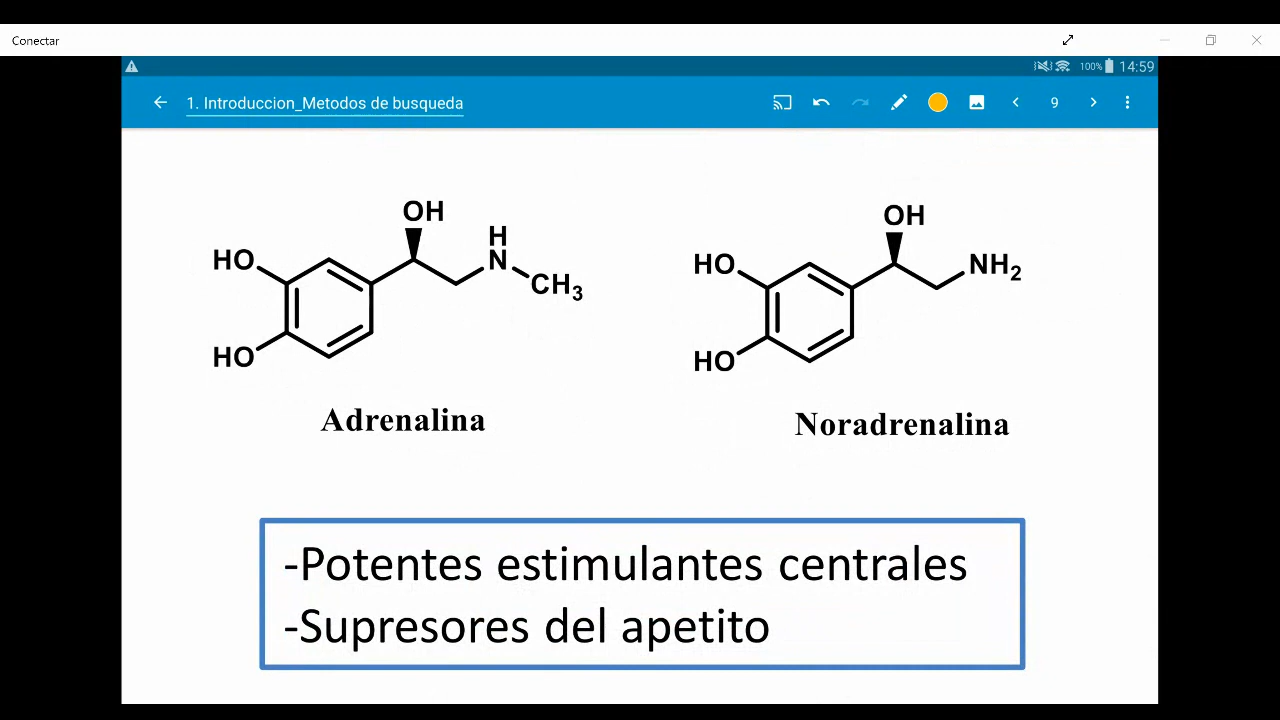 Conectar
100% 14:59
1. Introduccion_Metodos de busqueda
9
OH
H
HO
N
CH3
HO
Adrenalina
OH
HO
NH2
HO
Noradrenalina
-Potentes estimulantes centrales
-Supresores del apetito